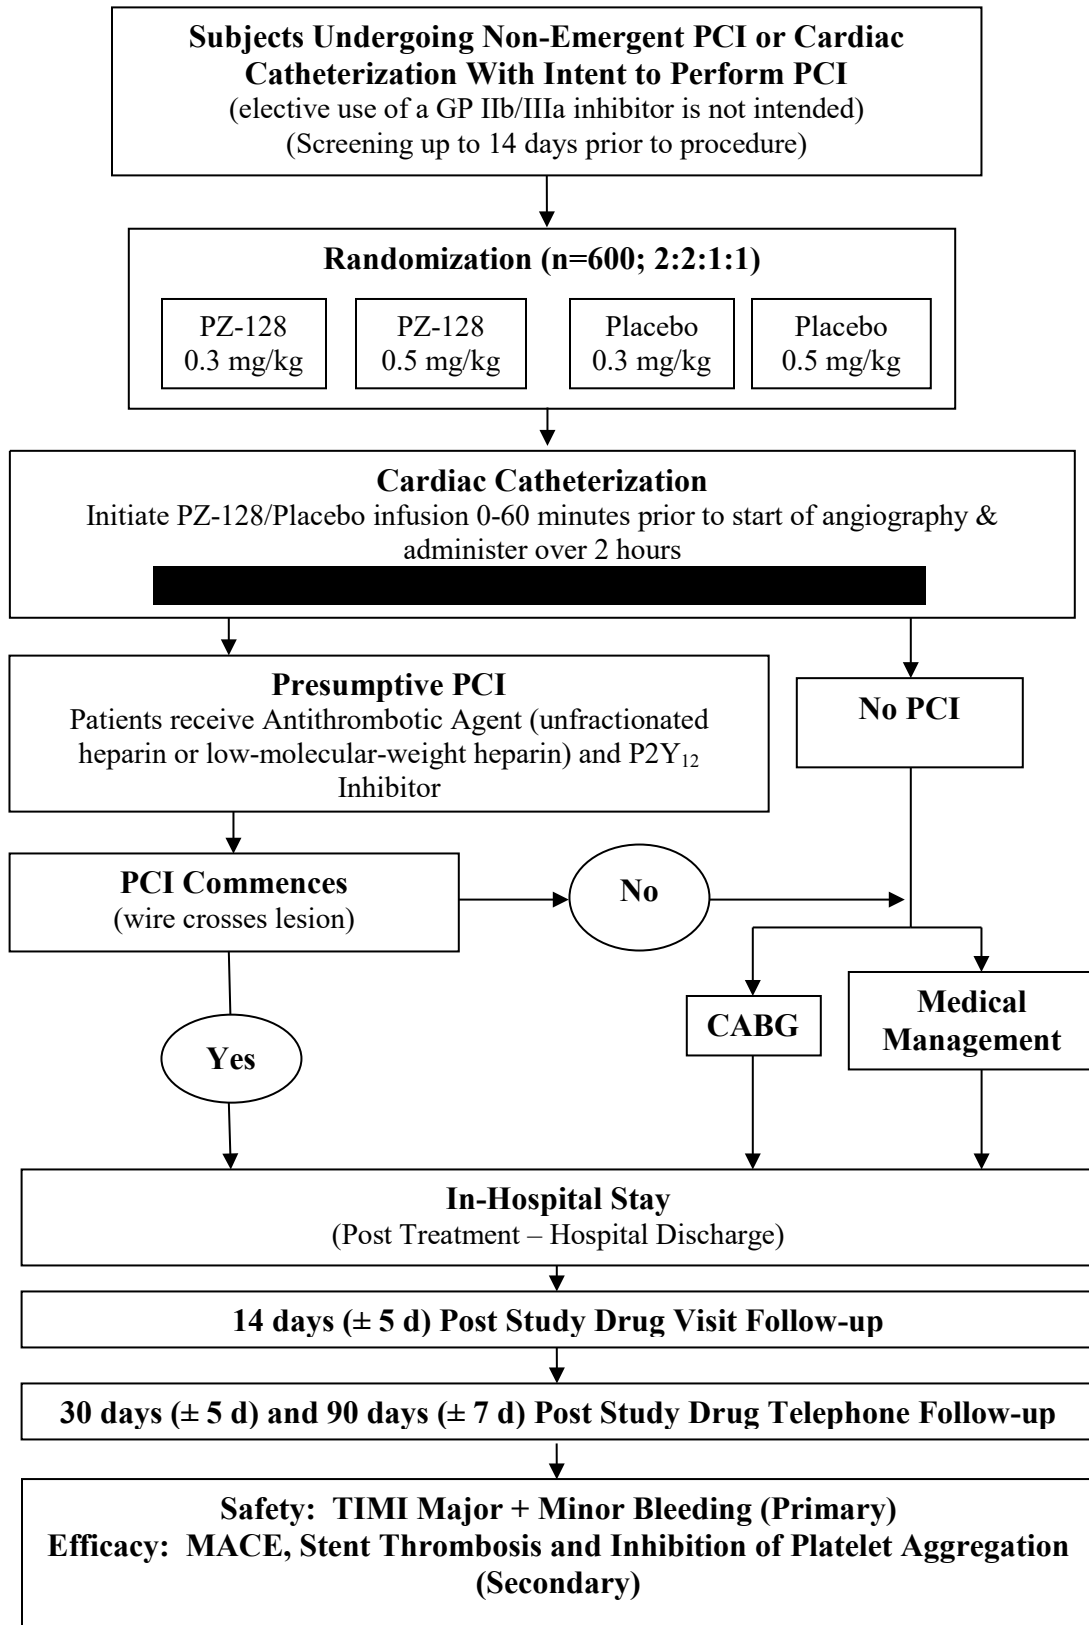 Subjects Undergoing Non-Emergent PCI or Cardiac
Catheterization With Intent to Perform PCI
(elective use of a GP IIb/IIIa inhibitor is not intended)
(Screening up to 14 days prior to procedure)
Randomization (n=600; 2:2:1:1)
PZ-128
0.3 mg/kg
PZ-128
0.5 mg/kg
Placebo
0.3 mg/kg
Placebo
0.5 mg/kg
Cardiac Catheterization
Initiate PZ-128/Placebo infusion 0-60 minutes prior to start of angiography &
administer over 2 hours
Presumptive PCI
Patients receive Antithrombotic Agent (unfractionated
heparin or low-molecular-weight heparin) and P2Y₁₂
Inhibitor
No PCI
PCI Commences
(wire crosses lesion)
No
Yes
CABG
Medical
Management
In-Hospital Stay
(Post Treatment – Hospital Discharge)
14 days (± 5 d) Post Study Drug Visit Follow-up
30 days (± 5 d) and 90 days (± 7 d) Post Study Drug Telephone Follow-up
Safety: TIMI Major + Minor Bleeding (Primary)
Efficacy: MACE, Stent Thrombosis and Inhibition of Platelet Aggregation
(Secondary)